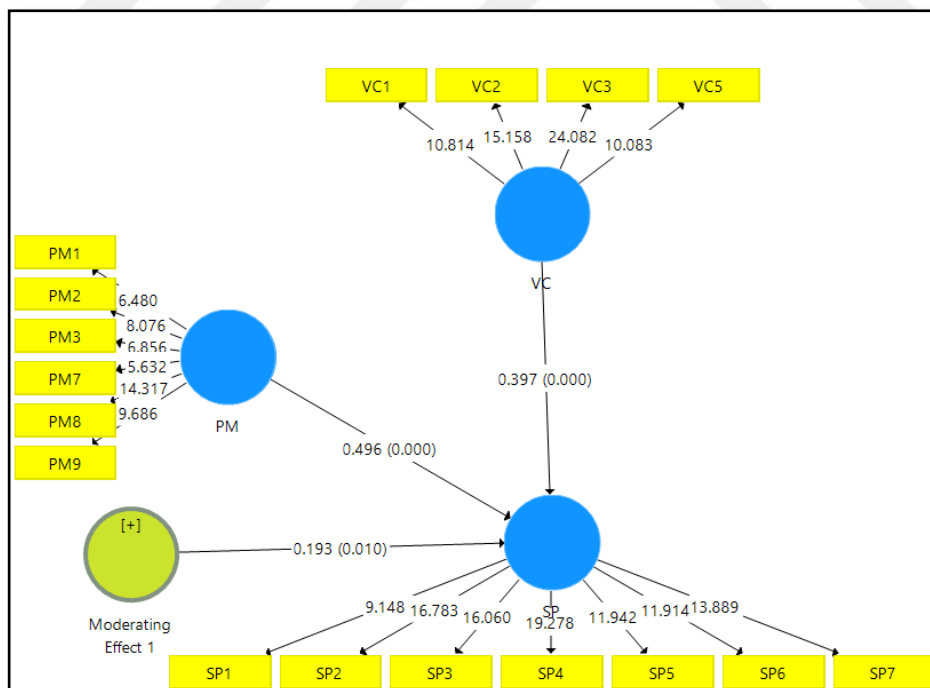 VC1 VC2 VC3 VC5
10.814 15.158 24.082 10.083
VC
PM1
PM2
PM3
PM7
PM8
PM9
6.480
8.076
6.856
5.632
14.317
9.686
PM
0.397 (0.000)
0.496 (0.000)
[+]
0.193 (0.010)
Moderating
Effect 1
SP
9.148 16.783 16.060 19.278 11.942 11.914 13.889
SP1 SP2 SP3 SP4 SP5 SP6 SP7